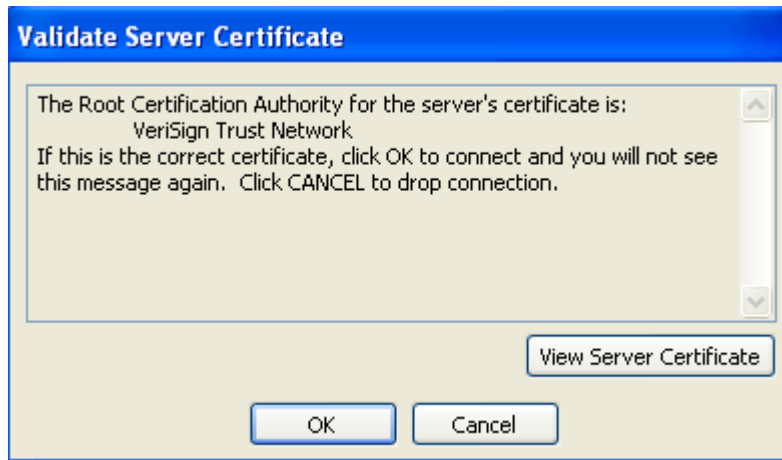 Validate Server Certificate
The Root Certification Authority for the server's certificate is:
VeriSign Trust Network
If this is the correct certificate, click OK to connect and you will not see
this message again.  Click CANCEL to drop connection.
View Server Certificate
OK
Cancel